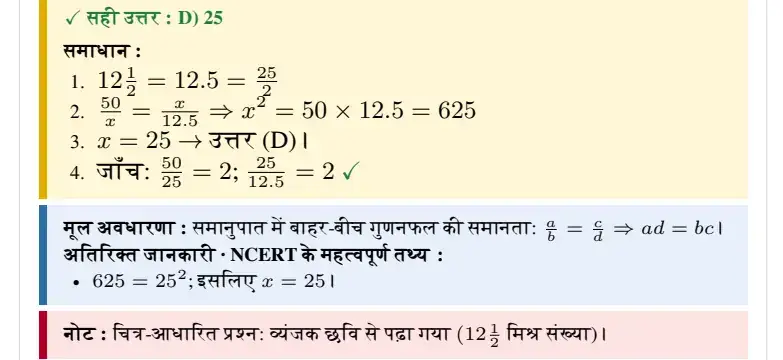 ✓ सही उत्तर : D) 25
समाधान :
1. 12½ = 12.5 = 25/2
2. 50/x = x/12.5 ⇒ x² = 50 × 12.5 = 625
3. x = 25 → उत्तर (D)।
4. जाँच: 50/25 = 2; 25/12.5 = 2 ✓
मूल अवधारणा : समानुपात में बाहर-बीच गुणनफल की समानता: a/b = c/d ⇒ ad = bc।
अतिरिक्त जानकारी · NCERT के महत्वपूर्ण तथ्य :
• 625 = 25²; इसलिए x = 25।
नोट : चित्र-आधारित प्रश्न: व्यंजक छवि से पढ़ा गया (12½ मिश्र संख्या)।